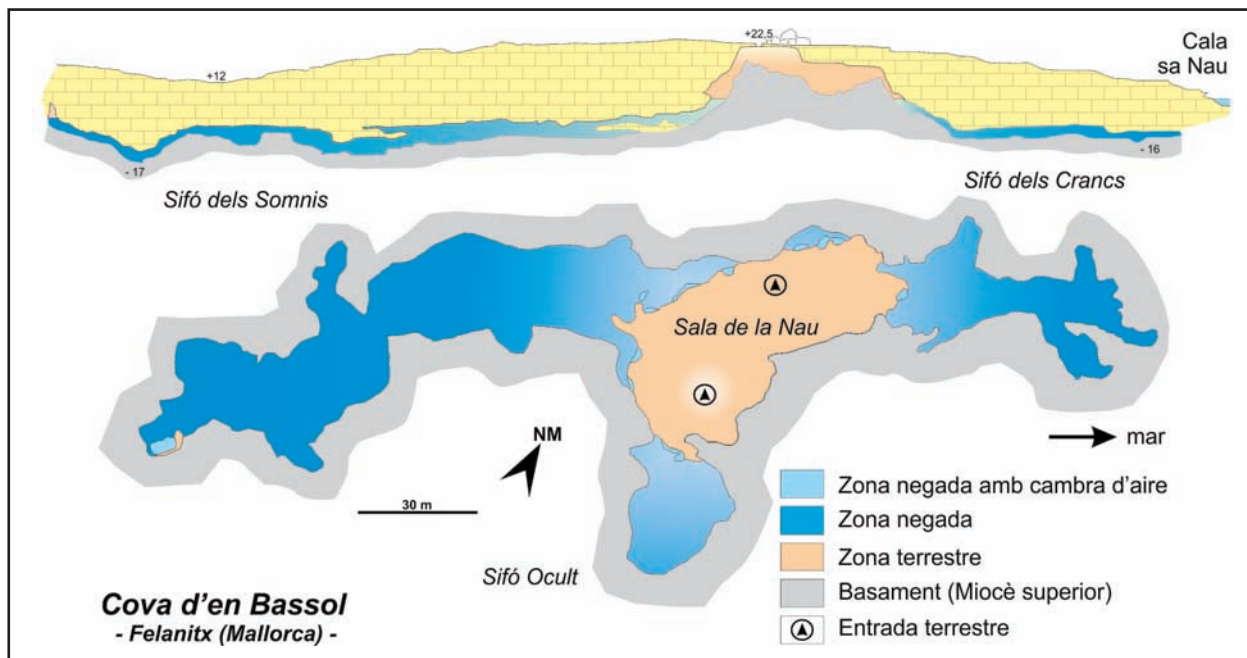 +22,5
Cala
sa Nau
+12
- 17
- 16
Sifó dels Somnis
Sifó dels Crancs
Sala de la Nau
NM
mar
30 m
Sifó Ocult
Zona negada amb cambra d'aire
Zona negada
Zona terrestre
Basament (Miocè superior)
Entrada terrestre
Cova d'en Bassol
- Felanitx (Mallorca) -